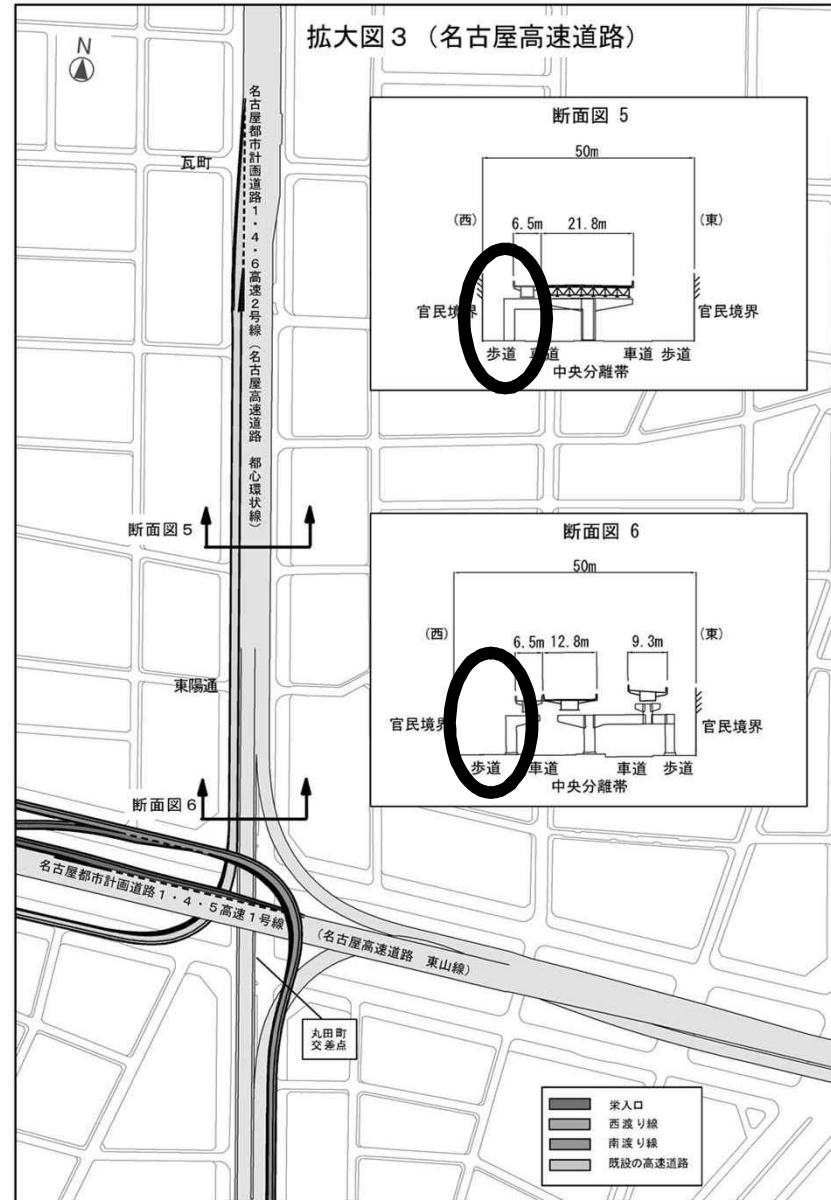 拡大図3 (名古屋高速道路)
N
瓦町
名古屋都市計画道路1・4・6高速2号線(名古屋高速道路 都心環状線)
断面図 5
50m
(西)
6.5m
21.8m
(東)
官民境界
官民境界
歩道
車道
車道
歩道
中央分離帯
断面図5
断面図 6
50m
(西)
6.5m
12.8m
9.3m
(東)
官民境界
官民境界
歩道
車道
車道
歩道
中央分離帯
東陽通
断面図6
名古屋都市計画道路1・4・5高速1号線
(名古屋高速道路 東山線)
丸田町
交差点
栄入口
西渡り線
南渡り線
既設の高速道路